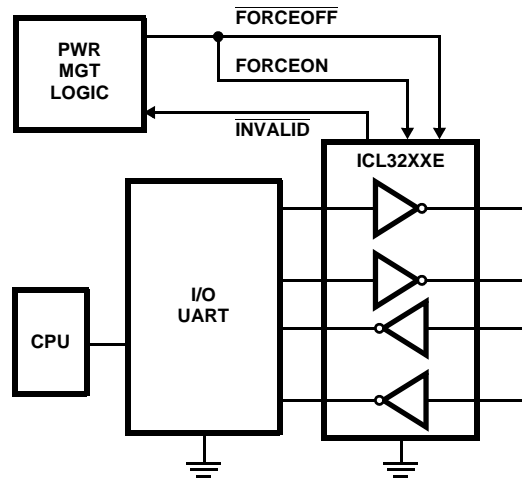 FORCEOFF
PWR
MGT
LOGIC
FORCEON
INVALID
ICL32XXE
I/O
UART
CPU